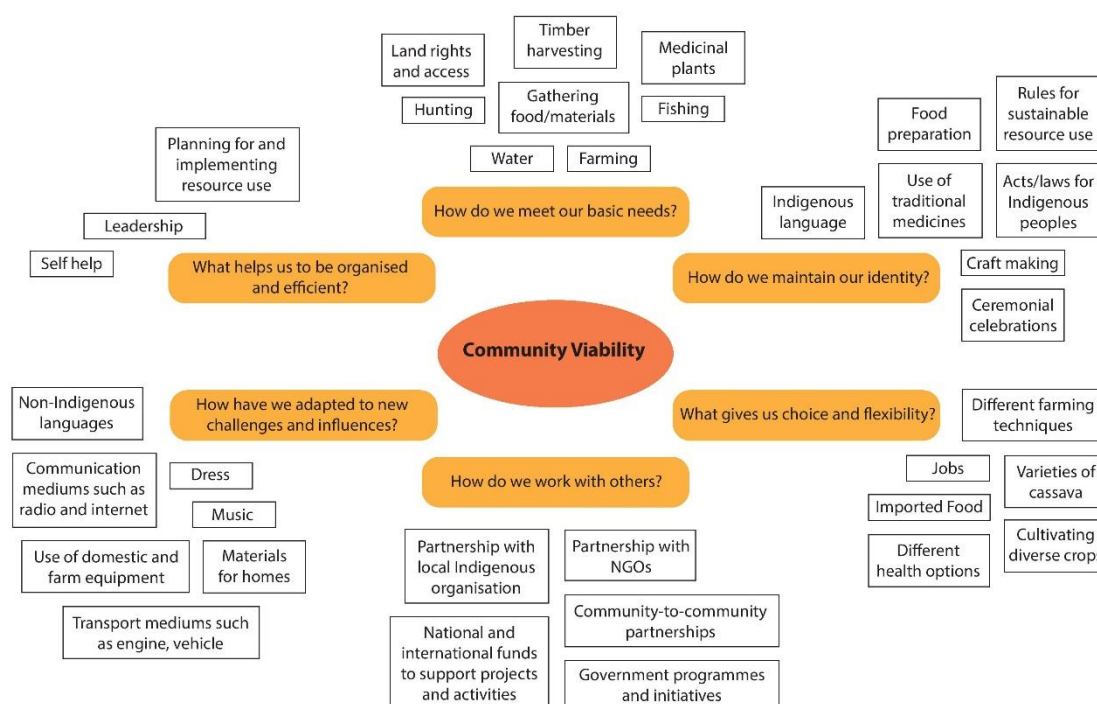 Timber
harvesting
Land rights
and access
Medicinal
plants
Hunting
Gathering
food/materials
Fishing
Water
Farming
How do we meet our basic needs?
Planning for and
implementing
resource use
Leadership
Self help
What helps us to be organised
and efficient?
Food
preparation
Rules for
sustainable
resource use
Indigenous
language
Use of
traditional
medicines
Acts/laws for
Indigenous
peoples
Craft making
Ceremonial
celebrations
How do we maintain our identity?
Community Viability
Non-Indigenous
languages
How have we adapted to new
challenges and influences?
Communication
mediums such as
radio and internet
Dress
Music
Use of domestic and
farm equipment
Materials
for homes
Transport mediums such
as engine, vehicle
How do we work with others?
Partnership with
local Indigenous
organisation
Partnership with
NGOs
Community-to-community
partnerships
National and
international funds
to support projects
and activities
Government programmes
and initiatives
What gives us choice and flexibility?
Different farming
techniques
Jobs
Varieties of
cassava
Imported Food
Different
health options
Cultivating
diverse crops